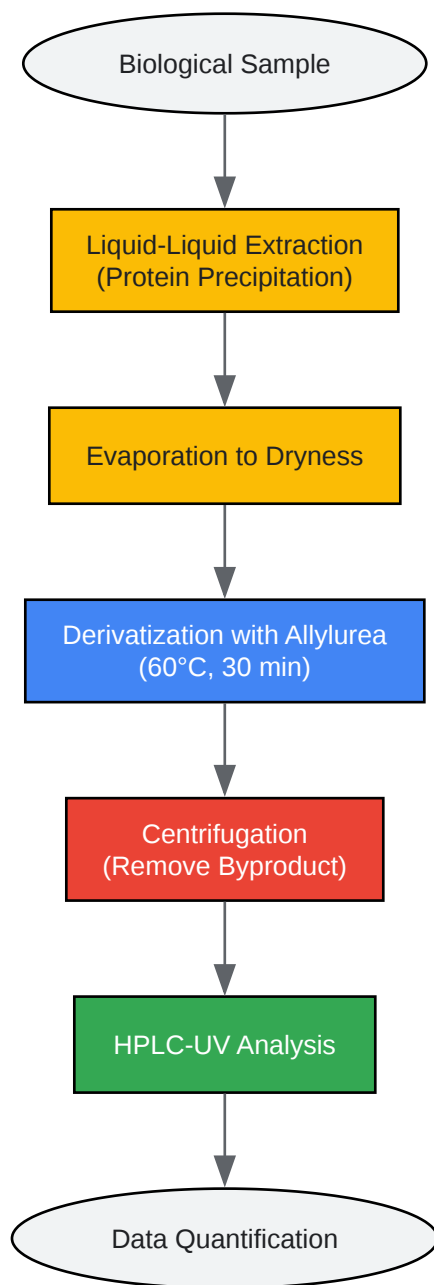 Biological Sample
Liquid-Liquid Extraction
(Protein Precipitation)
Evaporation to Dryness
Derivatization with Allylurea
(60°C, 30 min)
Centrifugation
(Remove Byproduct)
HPLC-UV Analysis
Data Quantification